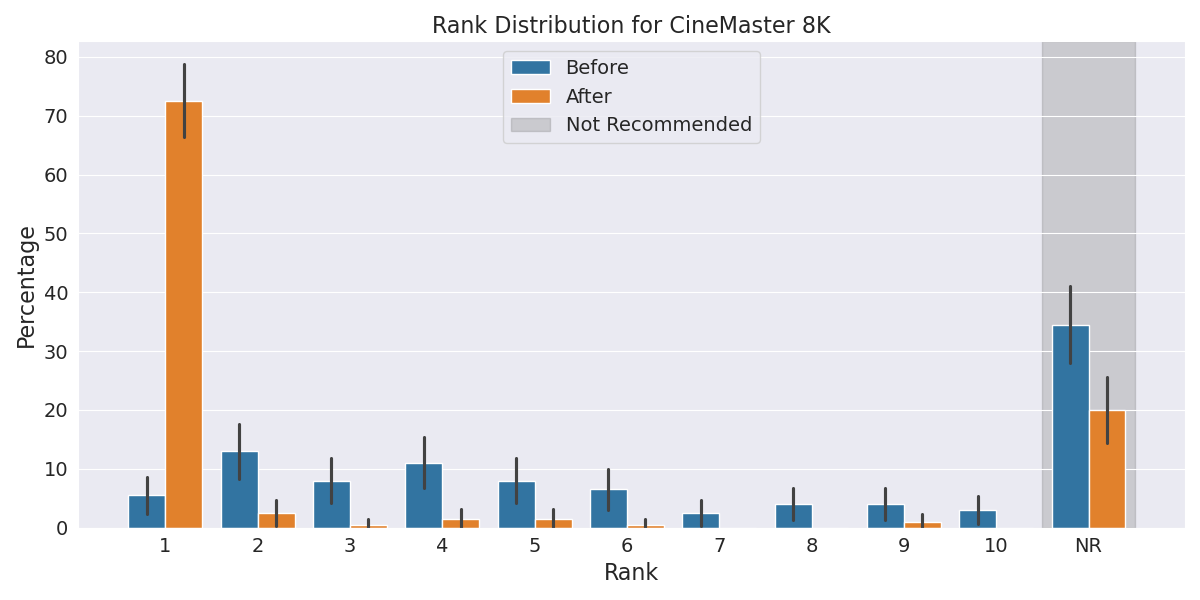 Rank Distribution for CineMaster 8K
Before
After
Not Recommended
Percentage
80
70
60
50
40
30
20
10
0
1 2 3 4 5 6 7 8 9 10 NR
Rank